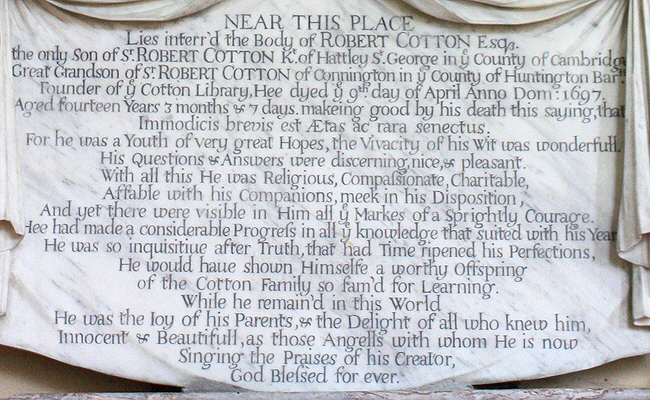 NEAR THIS PLACE
Lies interr'd the Body of ROBERT COTTON Esqr.
the only Son of Sr. ROBERT COTTON Kt. of Hattley St. George in ye County of Cambridg
Great Grandson of Sr. ROBERT COTTON of Connington in ye County of Huntington Bart
Founder of ye Cotton Library, Hee dyed ye 9th day of April Anno Dom: 1697,
Aged fourteen Years 3 months & 7 days. makeing good by his death this saying, that
Immodicis brevis est Ætas ac rara senectus.
For he was a Youth of very great Hopes, the Vivacity of his Wit was wonderfull.
His Questions & Answers were discerning, nice, & pleasant.
With all this He was Religious, Compaſsionate, Charitable,
Affable with his Companions, meek in his Disposition,
And yet there were visible in Him all ye Markes of a Sprightly Courage.
Hee had made a considerable Progreſs in all ye knowledge that suited with his Year
He was so inquisitiue after Truth, that had Time ripened his Perfections,
He would haue shown Himselfe a worthy Offspring
of the Cotton Family so fam'd for Learning.
While he remain'd in this World
He was the Ioy of his Parents, & the Delight of all who knew him,
Innocent & Beautifull, as those Angells with whom He is now
Singing the Praises of his Creator,
God Bleſsed for ever.